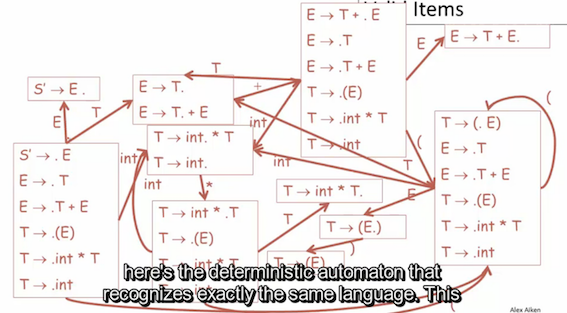 Valid Items
E → T + . E
E → .T
E → .T + E
T → .(E)
T → .int * T
T → .int
E → T + E.
E
S' → E .
T
E → T.
E → T. + E
+
(
E
T
int
T → int. * T
T → int.
T → (. E)
E → .T
E → .T + E
T → .(E)
T → .int * T
T → .int
(
S' → . E
E → . T
E → .T + E
T → .(E)
T → .int * T
T → .int
int
int
int
T
*
E
T → int * .T
T → .(E)
T → .int * T
T → .int
T → int * T.
T
T → (E.)
)
T → (E).
(
here's the deterministic automaton that
recognizes exactly the same language. This
Alex Aiken